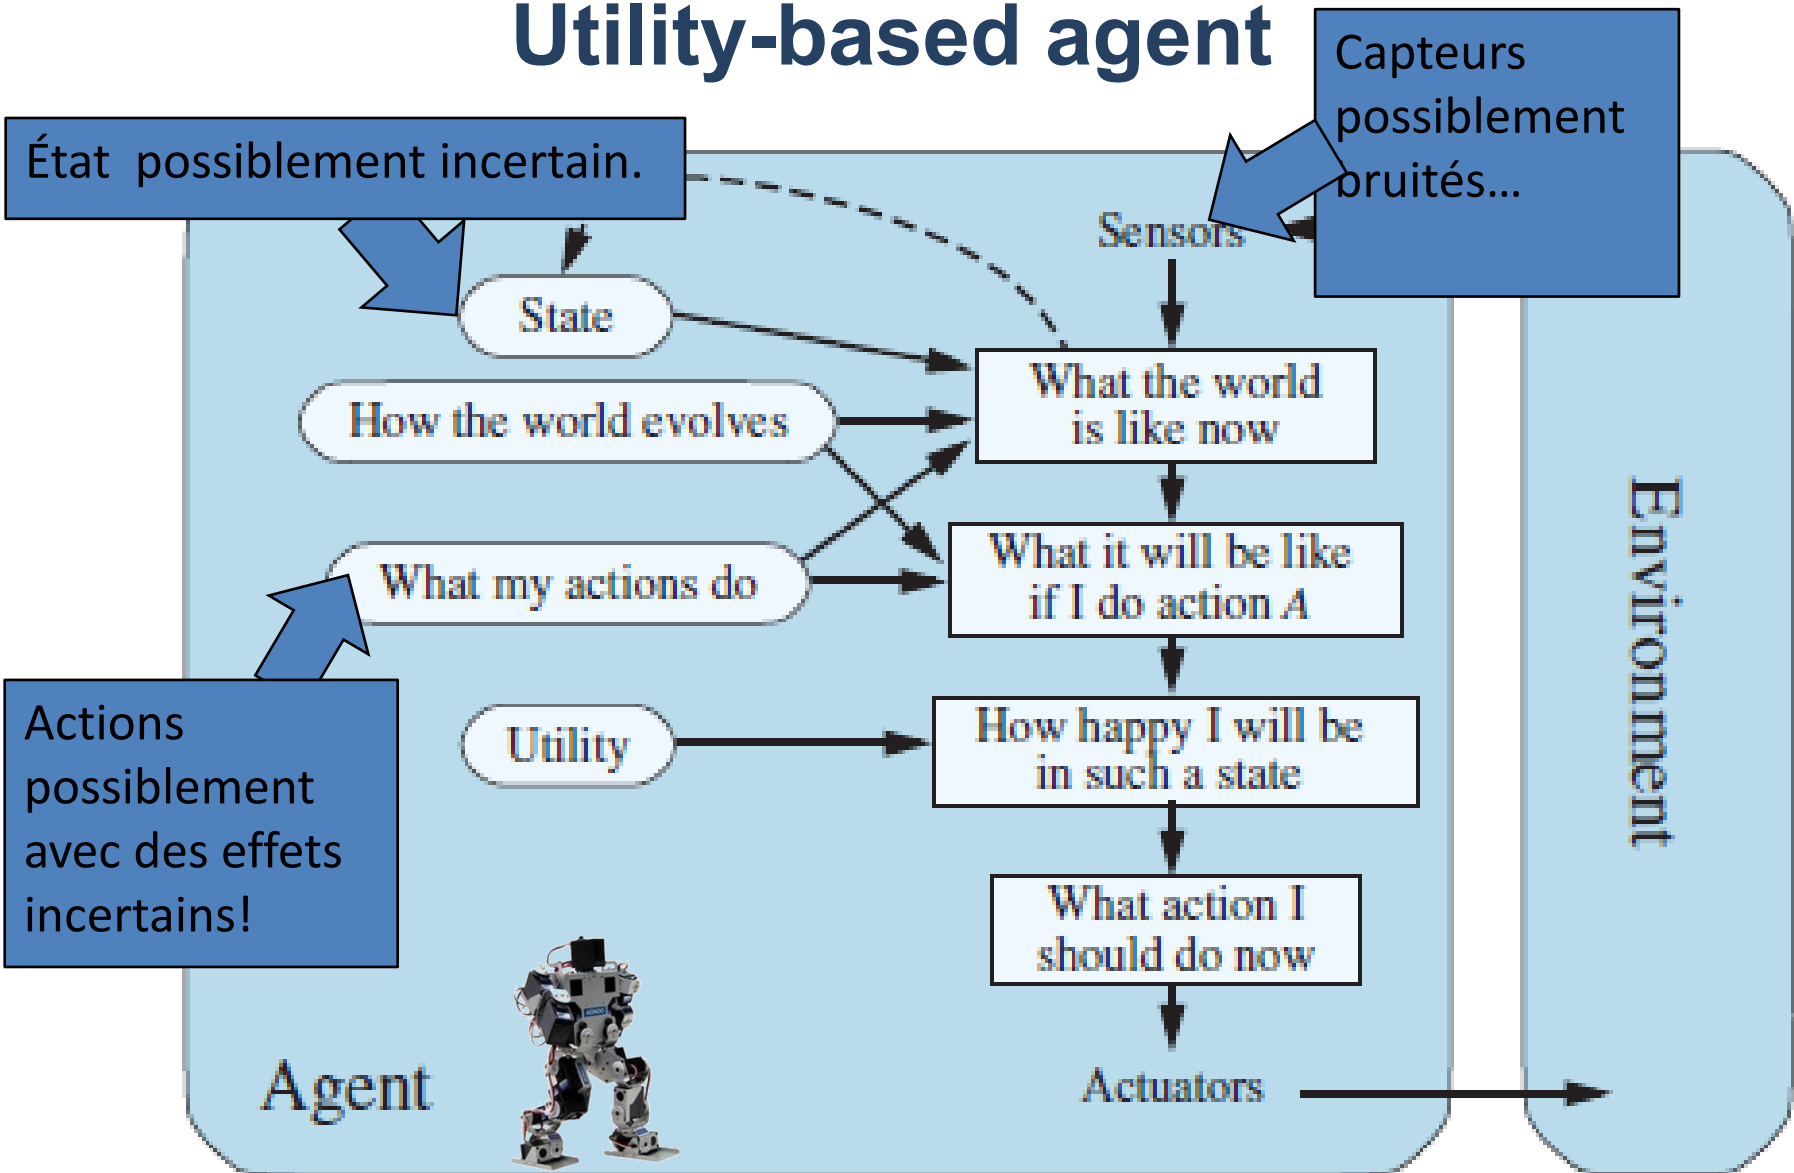 Utility-based agent
Capteurs
possiblement
bruités…
État  possiblement incertain.
Sensors
State
What the world
is like now
How the world evolves
What it will be like
if I do action A
What my actions do
Actions
possiblement
avec des effets
incertains!
How happy I will be
in such a state
Utility
What action I
should do now
Agent
Actuators
Environment